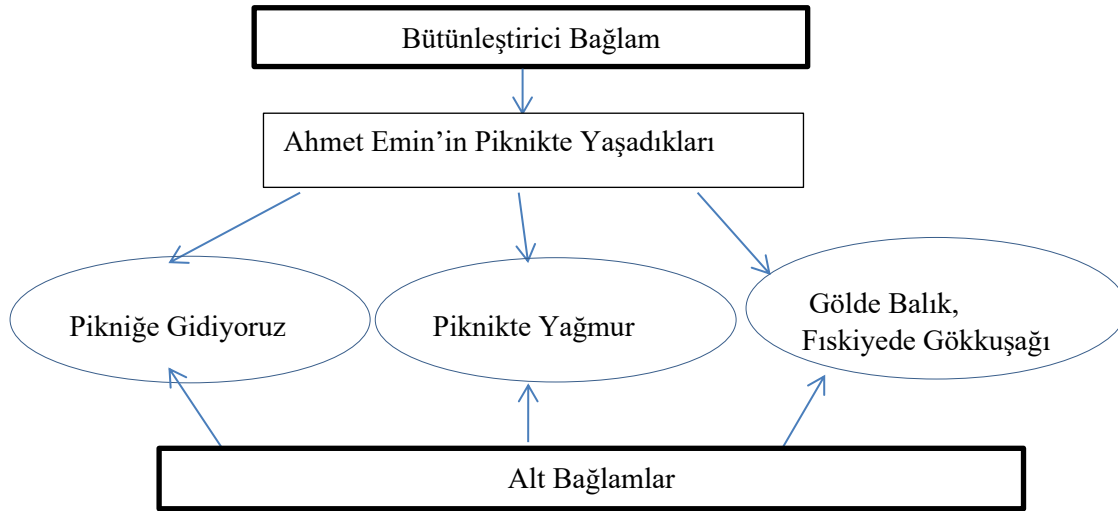 Bütünleştirici Bağlam
Ahmet Emin’in Piknikte Yaşadıkları
Pikniğe Gidiyoruz
Piknikte Yağmur
Gölde Balık,
Fıskiyede Gökkuşağı
Alt Bağlamlar